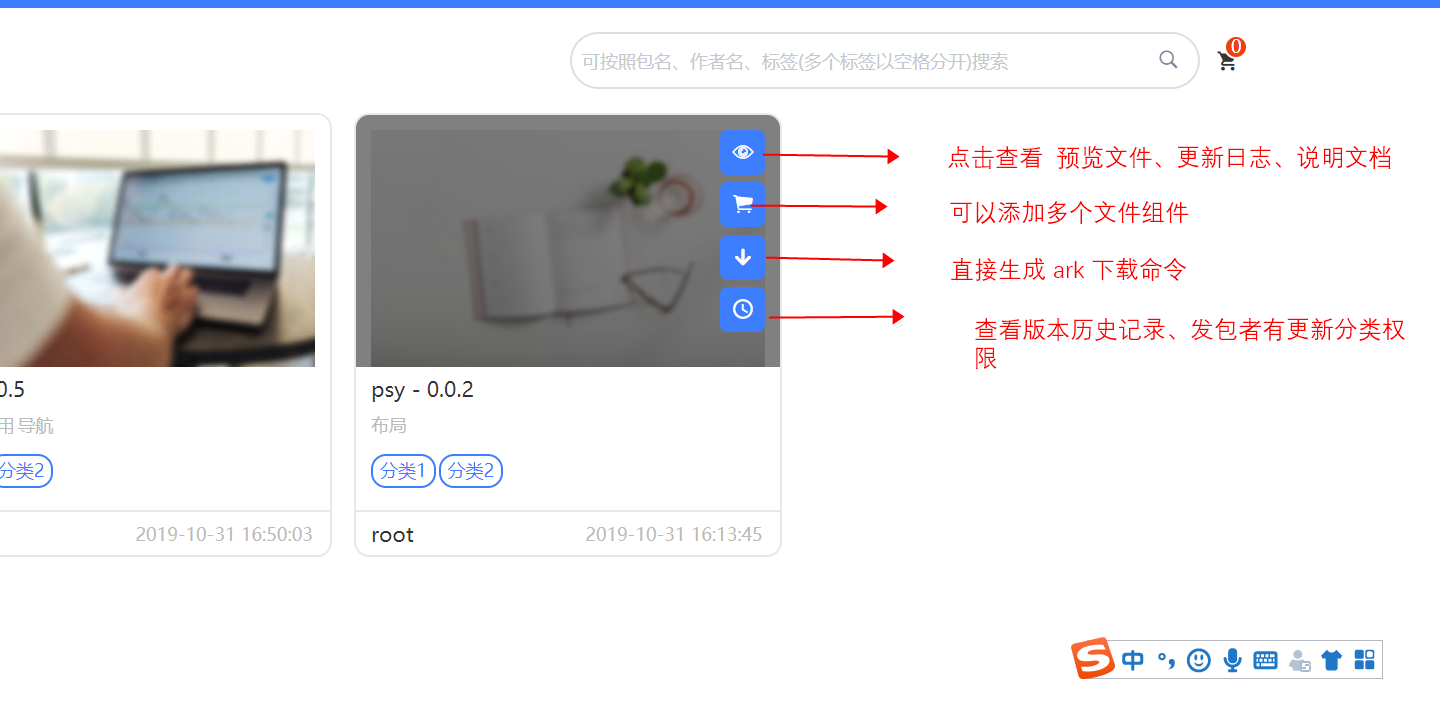 可按照包名、作者名、标签(多个标签以空格分开)搜索
0
点击查看 预览文件、更新日志、说明文档
可以添加多个文件组件
直接生成 ark 下载命令
查看版本历史记录、发包者有更新分类权
限
0.5
用导航
分类2
2019-10-31 16:50:03
psy - 0.0.2
布局
分类1 分类2
root 2019-10-31 16:13:45
中